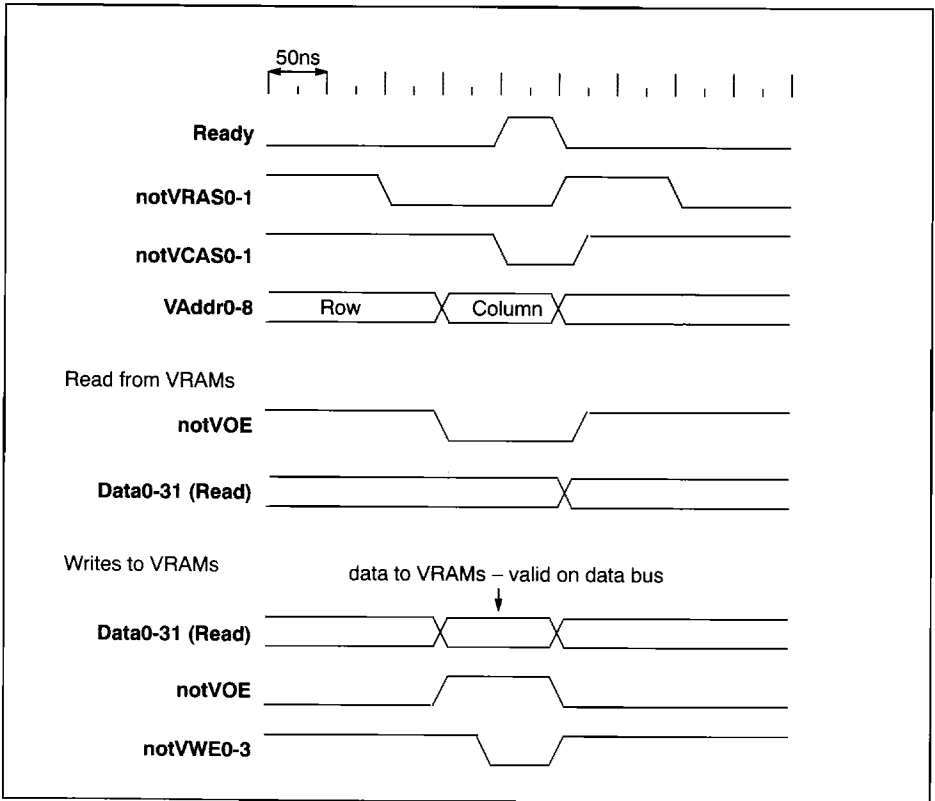 50ns
Ready
notVRAS0-1
notVCAS0-1
VAddr0-8 Row Column
Read from VRAMs
notVOE
Data0-31 (Read)
Writes to VRAMs
data to VRAMs – valid on data bus
Data0-31 (Read)
notVOE
notVWE0-3